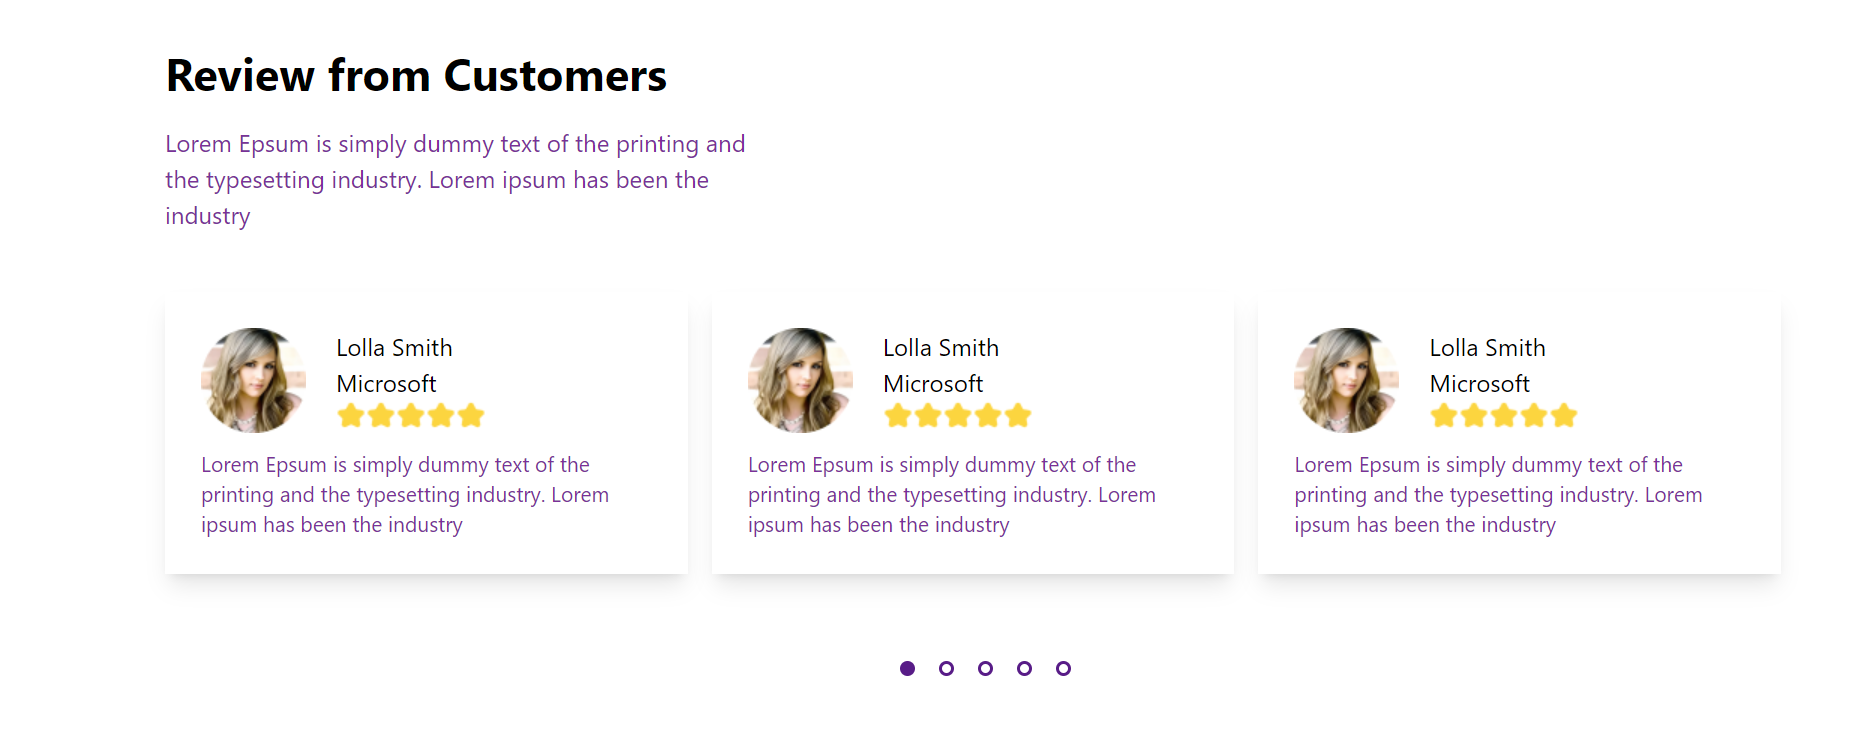 Review from Customers
Lorem Epsum is simply dummy text of the printing and
the typesetting industry. Lorem ipsum has been the
industry
Lolla Smith
Microsoft
Lorem Epsum is simply dummy text of the
printing and the typesetting industry. Lorem
ipsum has been the industry
Lolla Smith
Microsoft
Lorem Epsum is simply dummy text of the
printing and the typesetting industry. Lorem
ipsum has been the industry
Lolla Smith
Microsoft
Lorem Epsum is simply dummy text of the
printing and the typesetting industry. Lorem
ipsum has been the industry